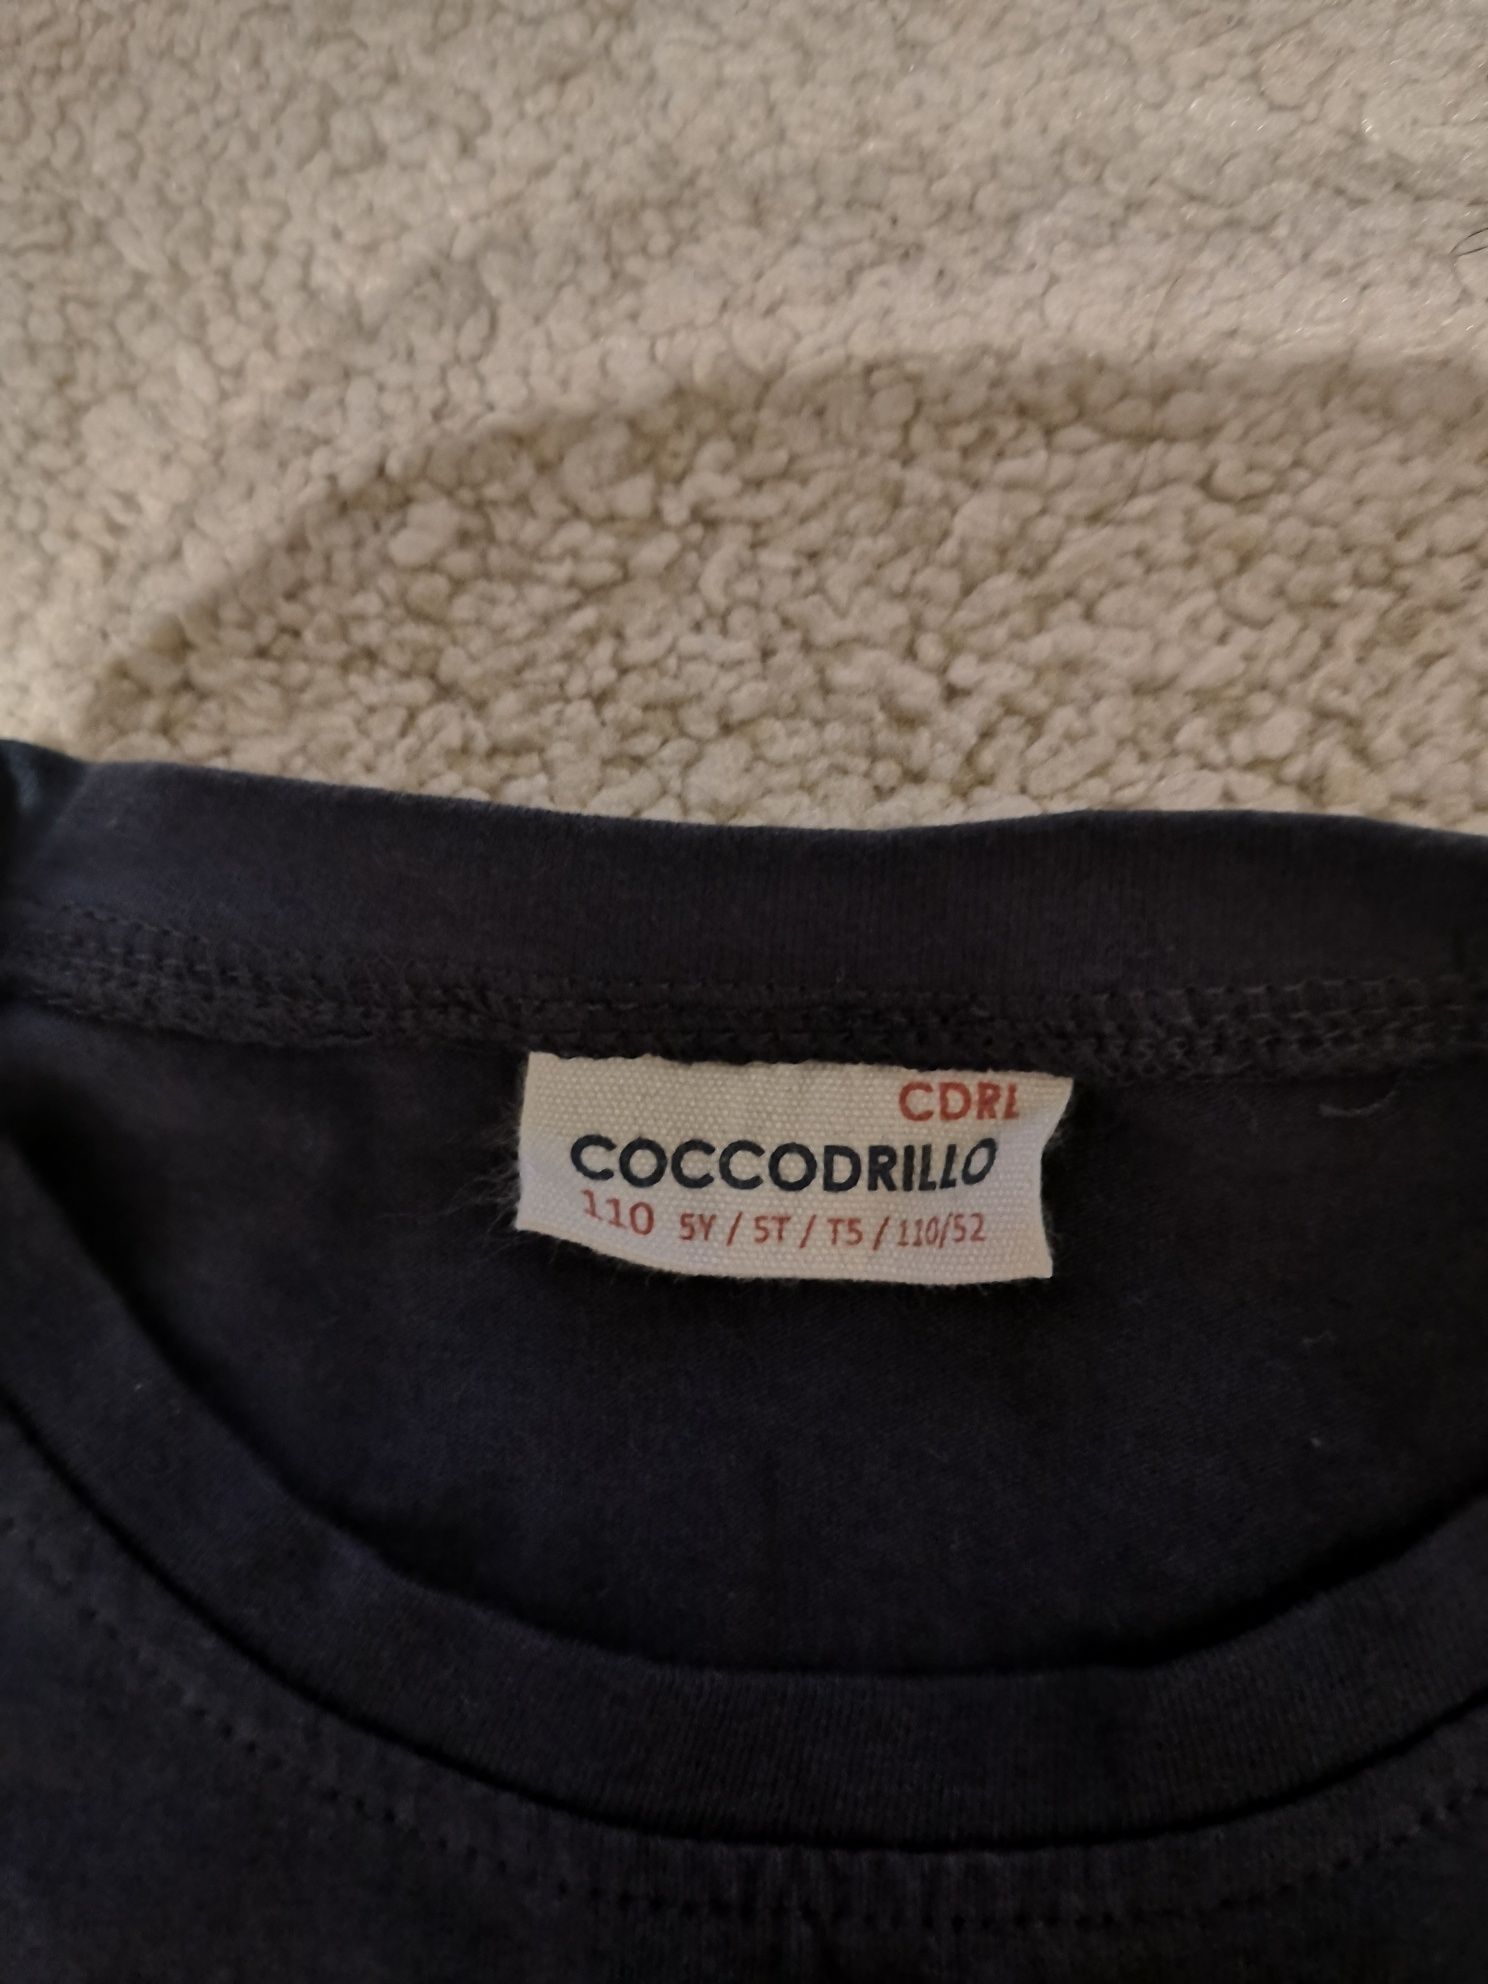 CDRL
COCCODRILLO
110 5Y / 5T / T5 / 110/52